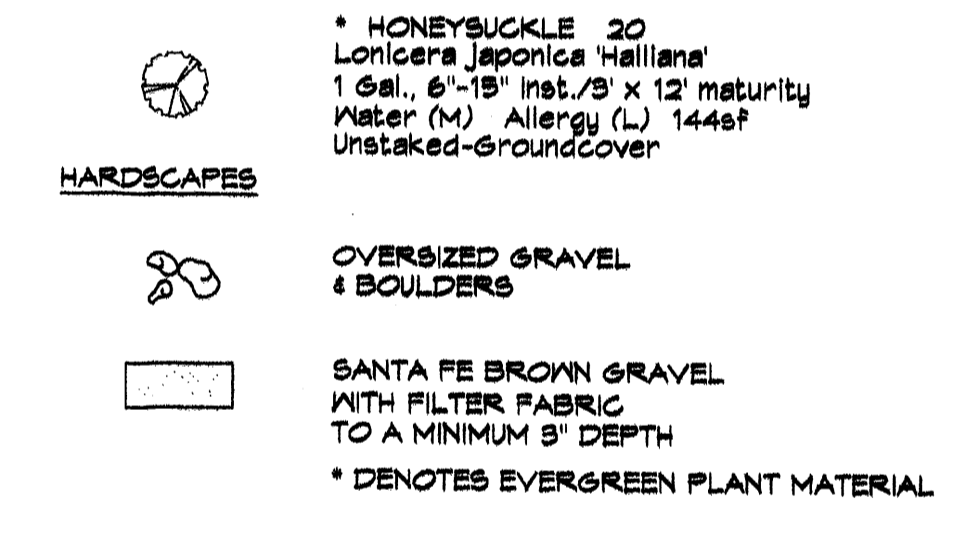 * HONEYSUCKLE 20
Lonicera japonica 'Halliana'
1 Gal., 6"-15" inst./3' x 12' maturity
Water (M) Allergy (L) 144sf
Unstaked-Groundcover
HARDSCAPES
OVERSIZED GRAVEL
& BOULDERS
SANTA FE BROWN GRAVEL
WITH FILTER FABRIC
TO A MINIMUM 3" DEPTH
* DENOTES EVERGREEN PLANT MATERIAL